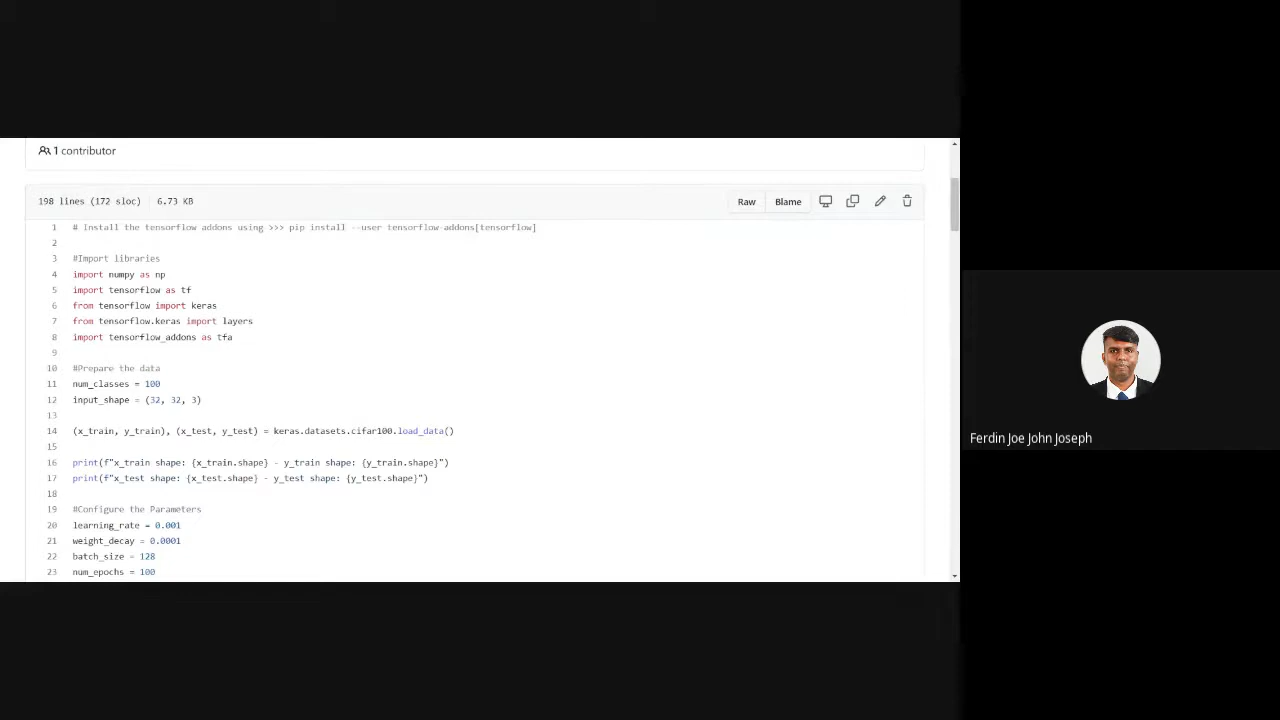 1 contributor
198 lines (172 sloc) 6.73 KB
Raw Blame
1 # Install the tensorflow addons using >>> pip install --user tensorflow-addons[tensorflow]
2
3 #Import libraries
4 import numpy as np
5 import tensorflow as tf
6 from tensorflow import keras
7 from tensorflow.keras import layers
8 import tensorflow_addons as tfa
9
10 #Prepare the data
11 num_classes = 100
12 input_shape = (32, 32, 3)
13
14 (x_train, y_train), (x_test, y_test) = keras.datasets.cifar100.load_data()
15
16 print(f"x_train shape: {x_train.shape} - y_train shape: {y_train.shape}")
17 print(f"x_test shape: {x_test.shape} - y_test shape: {y_test.shape}")
18
19 #Configure the Parameters
20 learning_rate = 0.001
21 weight_decay = 0.0001
22 batch_size = 128
23 num_epochs = 100
Ferdin Joe John Joseph